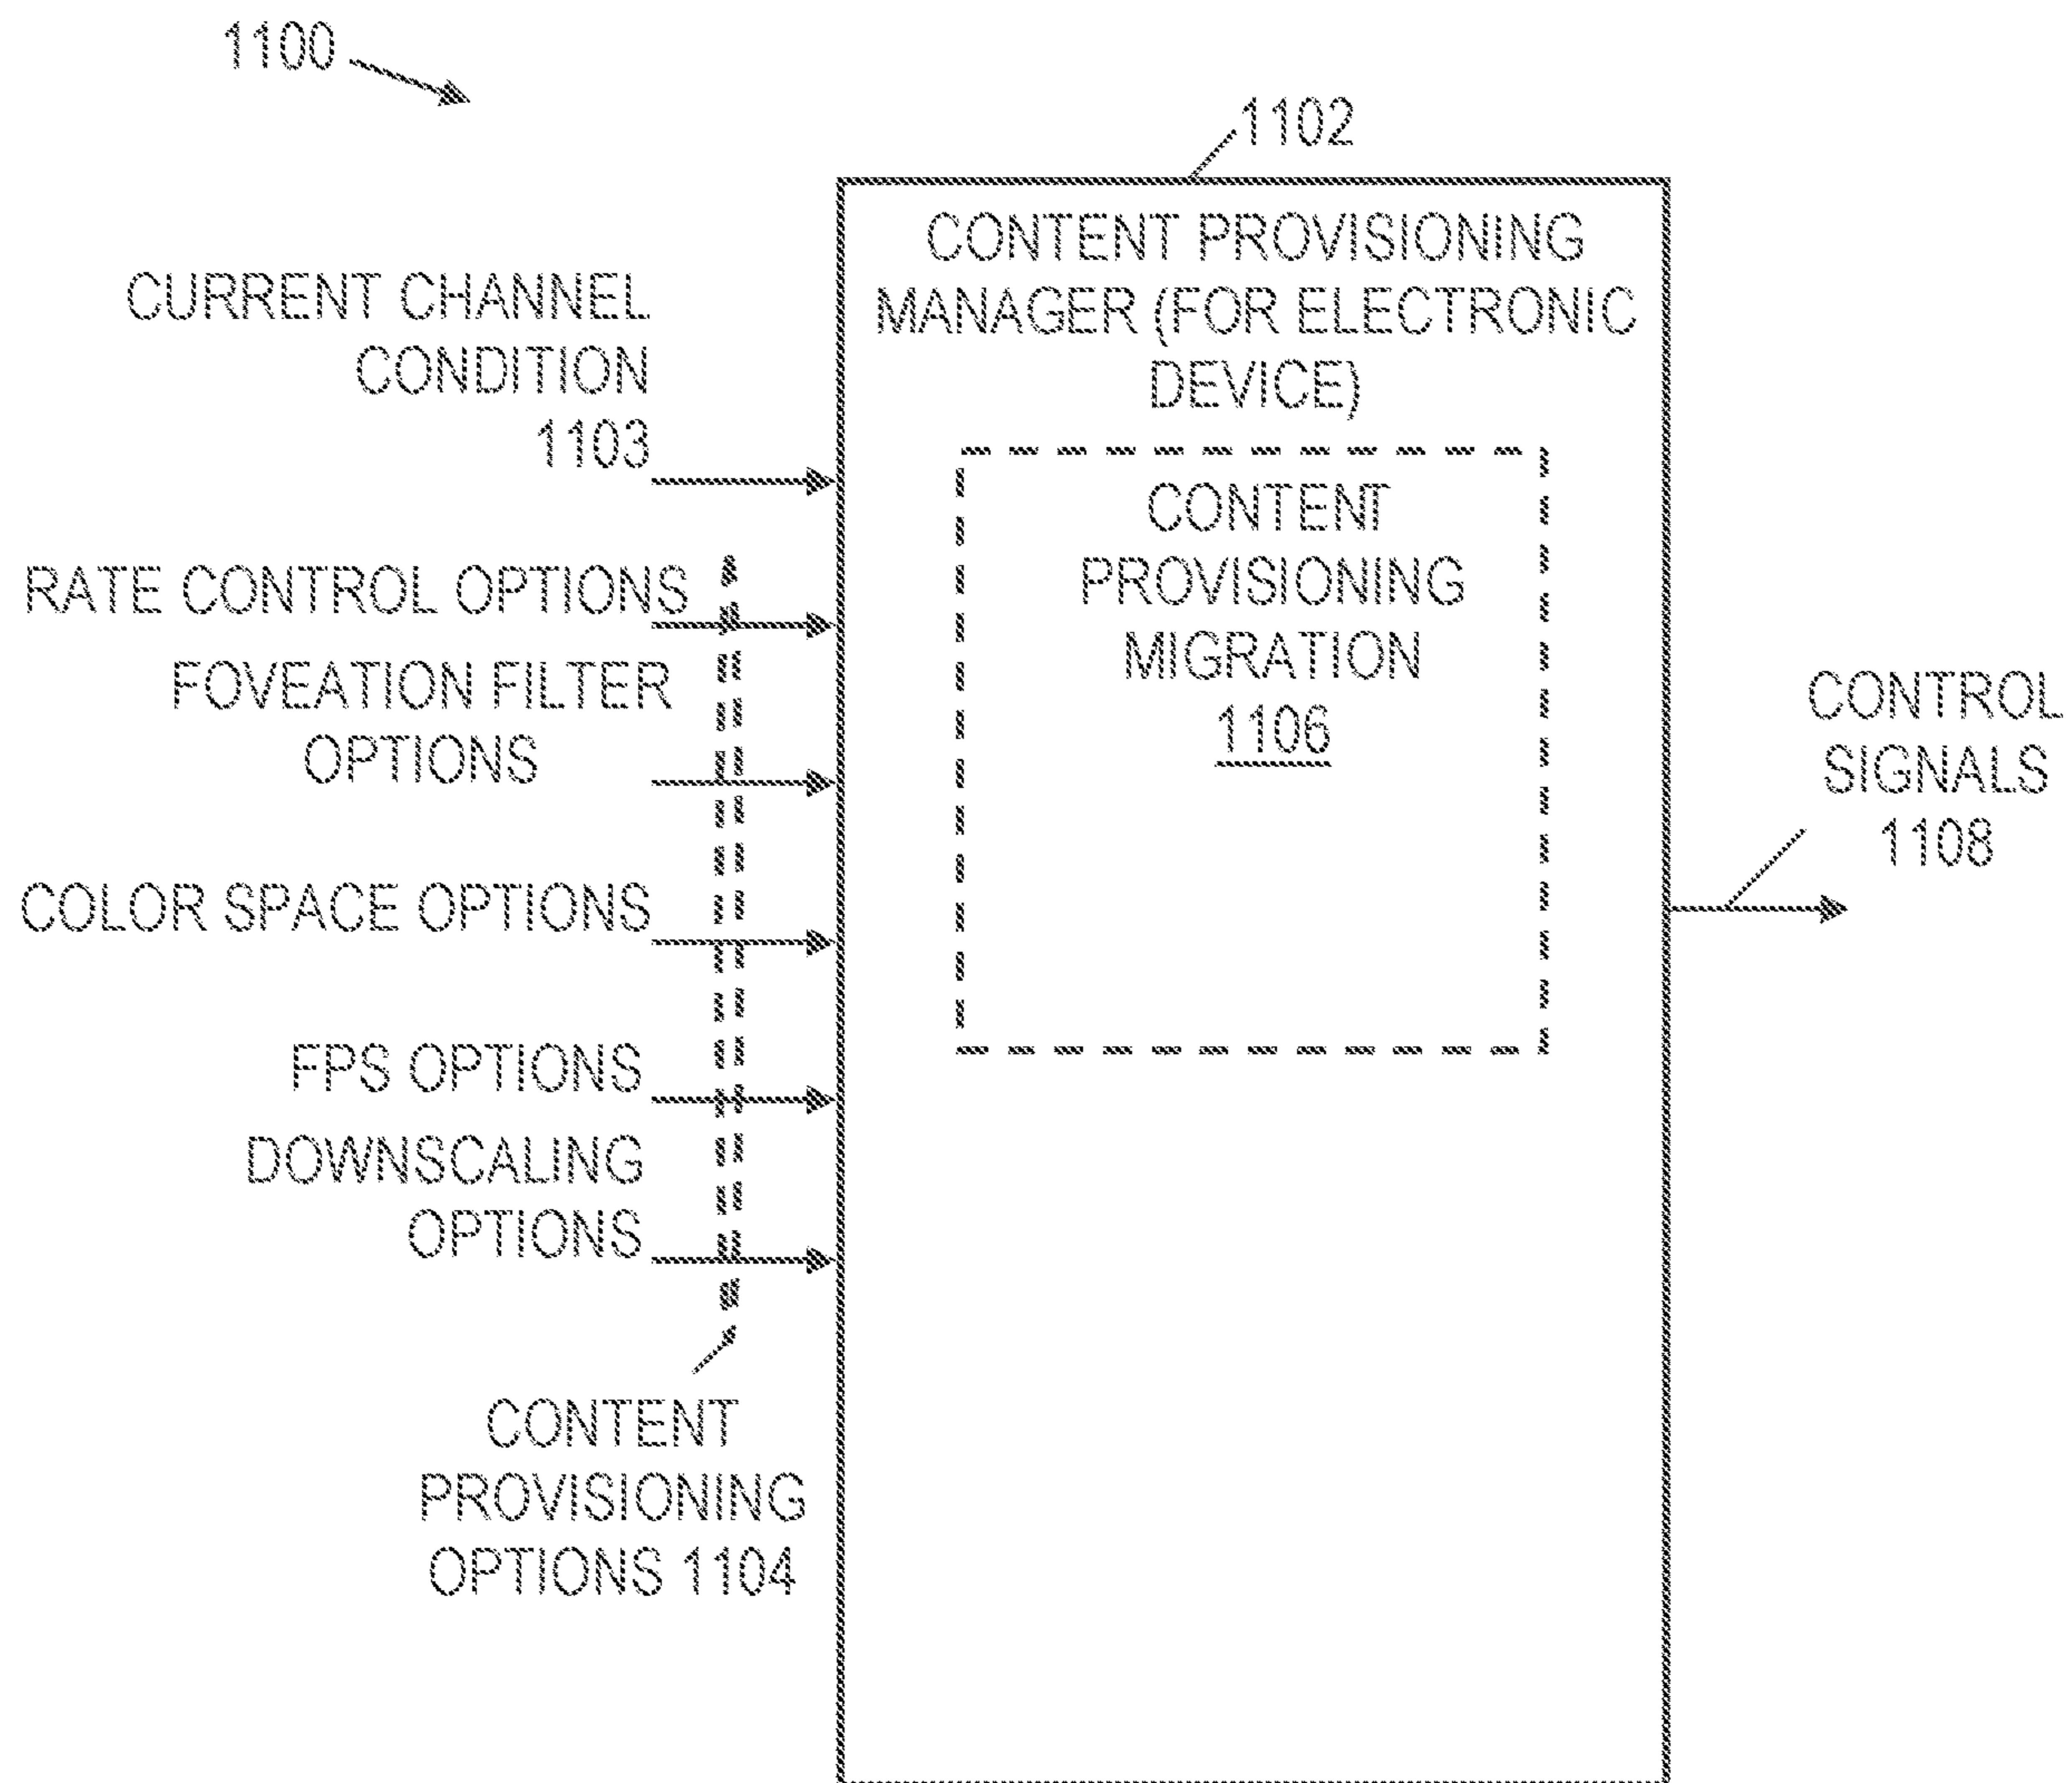 1100
1102
CONTENT PROVISIONING
MANAGER (FOR ELECTRONIC
DEVICE)
CURRENT CHANNEL
CONDITION
1103
RATE CONTROL OPTIONS
FOVEATION FILTER
OPTIONS
COLOR SPACE OPTIONS
FPS OPTIONS
DOWNSCALING
OPTIONS
CONTENT
PROVISIONING
OPTIONS 1104
CONTENT
PROVISIONING
MIGRATION
1106
CONTROL
SIGNALS
1108